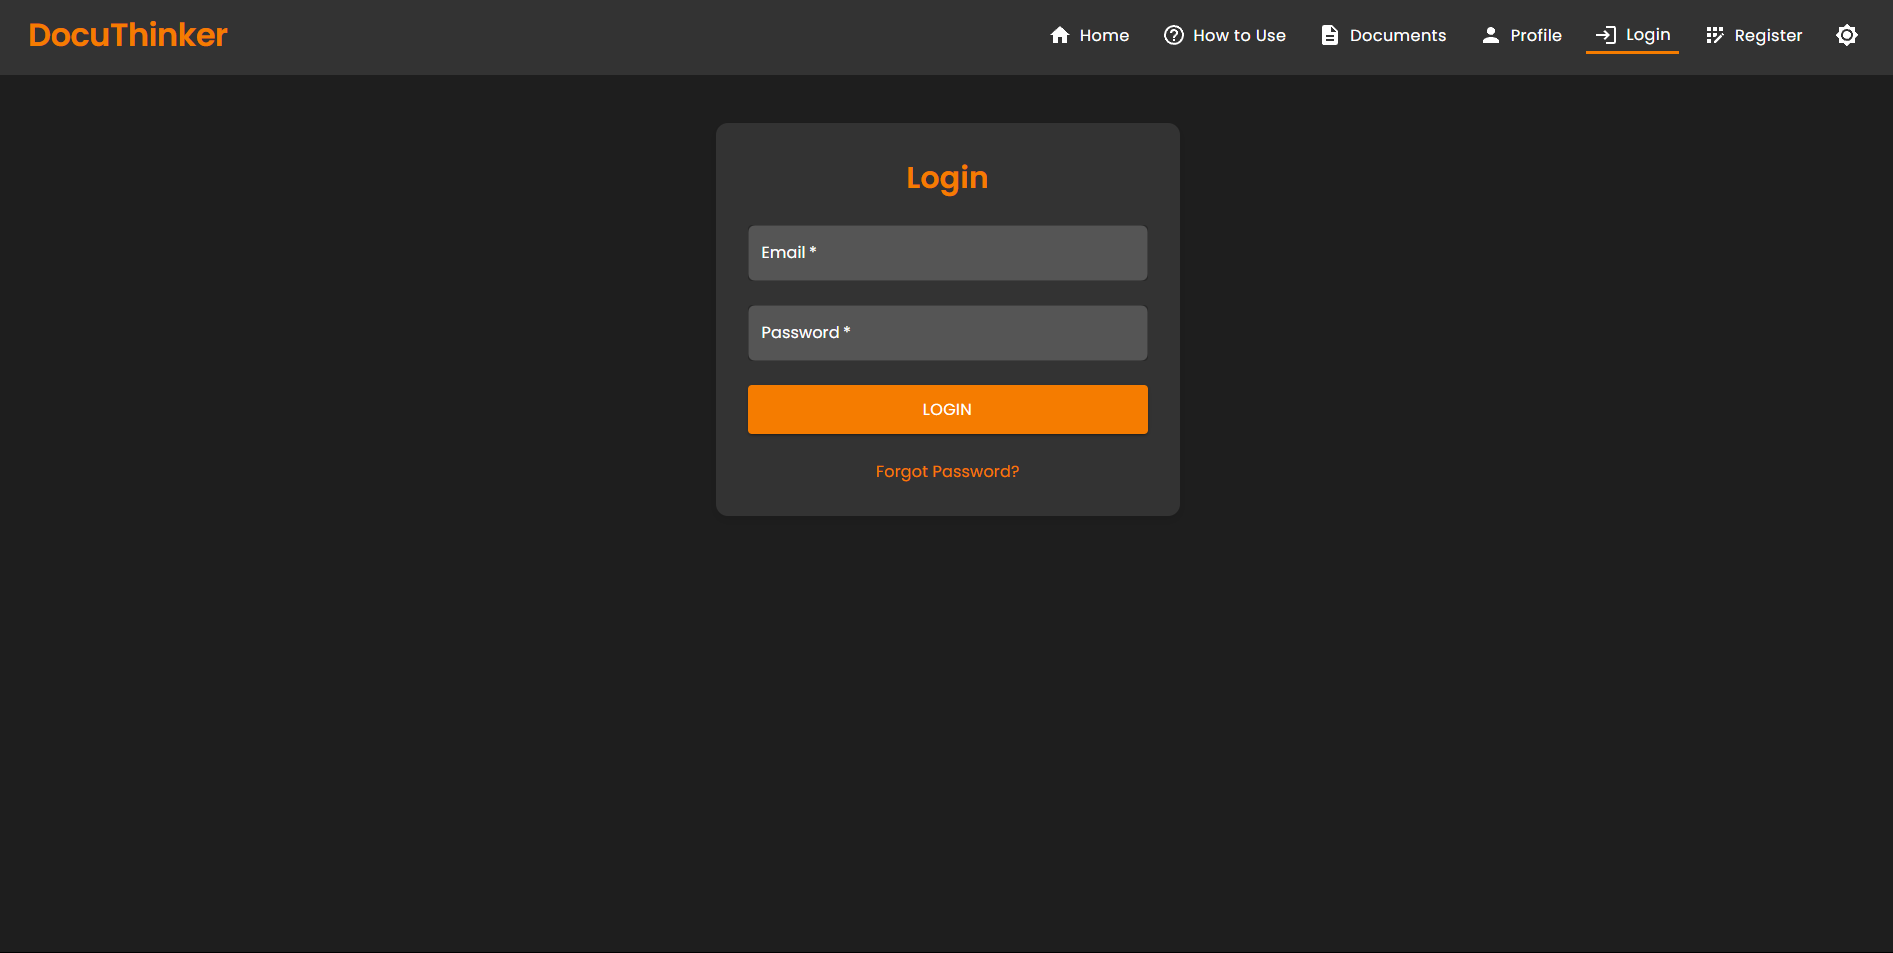 DocuThinker
Home How to Use Documents Profile Login Register
Login
Email *
Password *
LOGIN
Forgot Password?